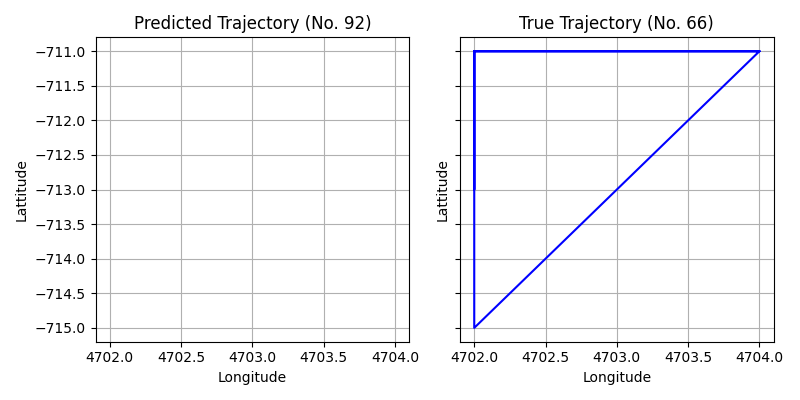 Predicted Trajectory (No. 92)
True Trajectory (No. 66)
−711.0
−711.5
−712.0
−712.5
−713.0
−713.5
−714.0
−714.5
−715.0
Lattitude
Lattitude
4702.0 4702.5 4703.0 4703.5 4704.0
4702.0 4702.5 4703.0 4703.5 4704.0
Longitude
Longitude